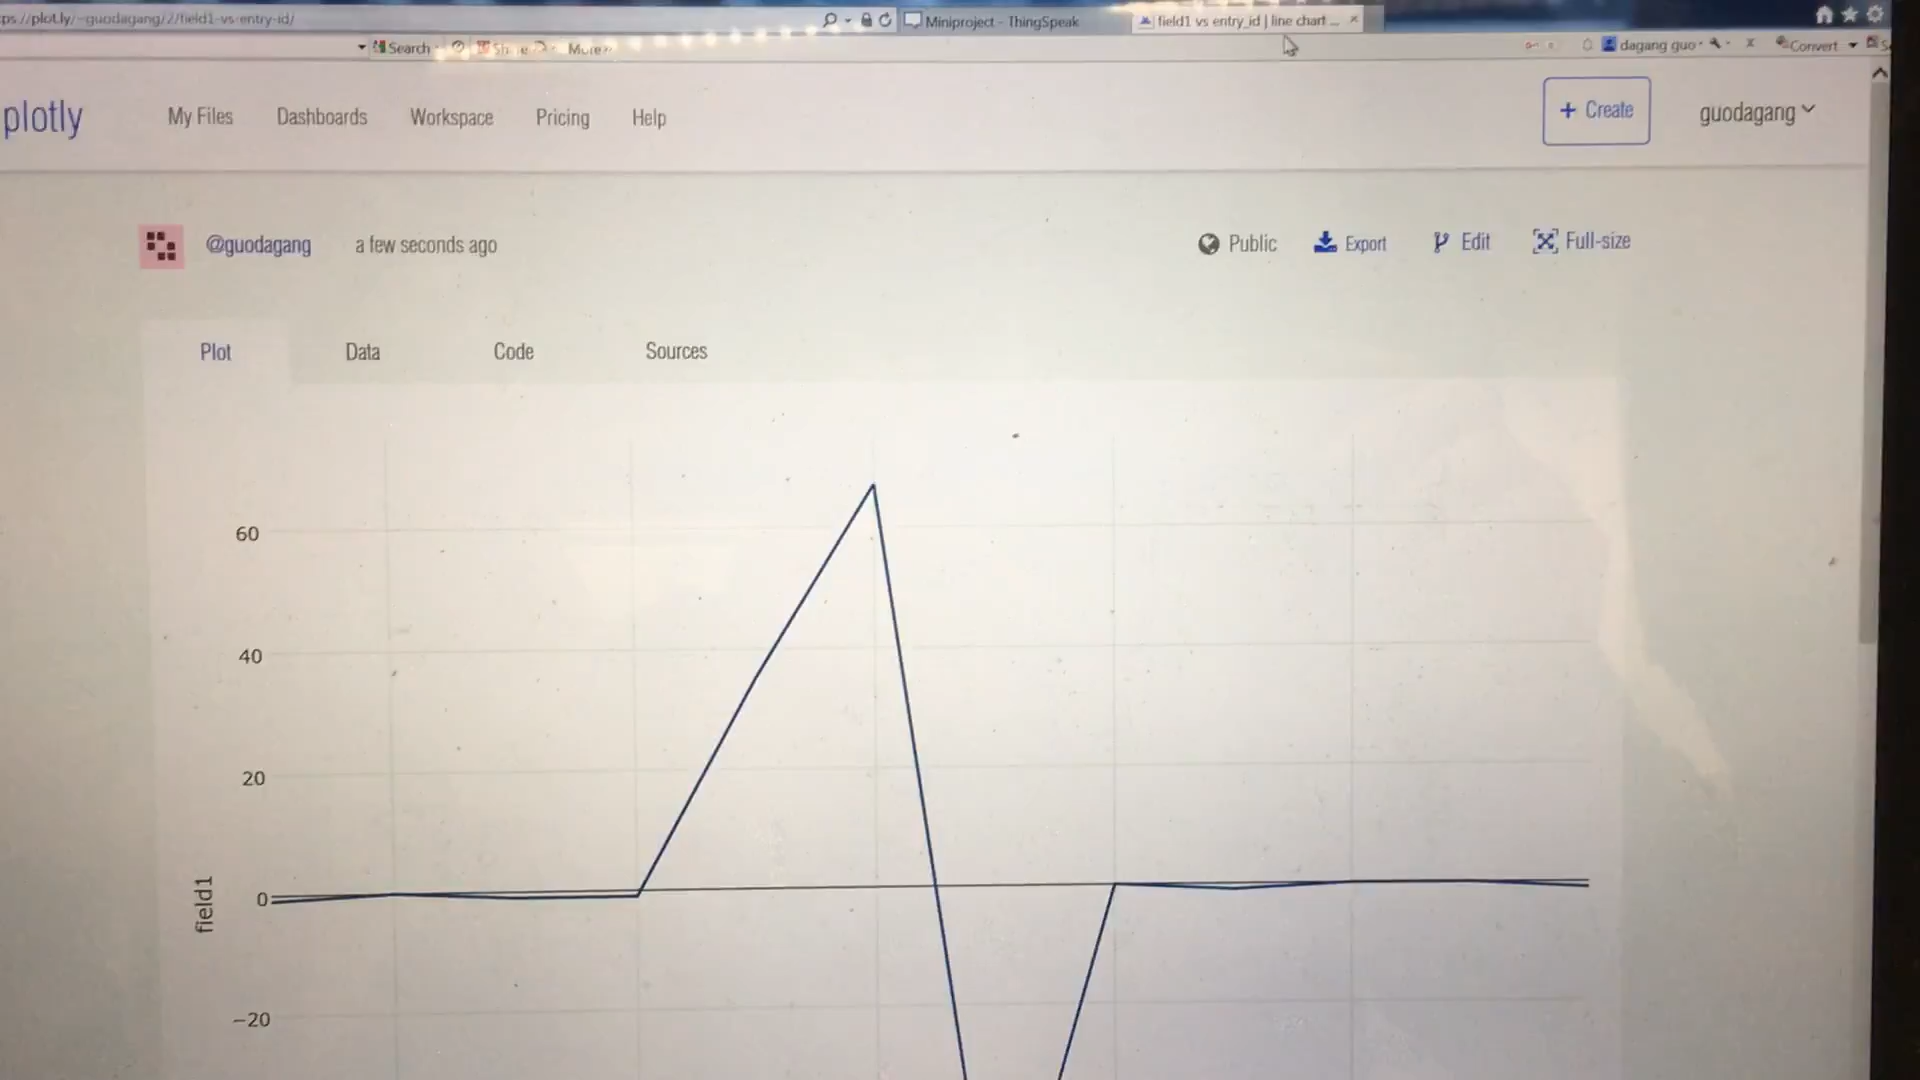 ps://plot.ly/~guodagang/2/field1-vs-entry-id/
Miniproject - ThingSpeak
field1 vs entry_id | line chart ...
Search
More»
dagang guo
Convert
plotly
My Files
Dashboards
Workspace
Pricing
Help
+ Create
guodagang
@guodagang
a few seconds ago
Public
Export
Edit
Full-size
Plot
Data
Code
Sources
60
40
20
0
−20
field1